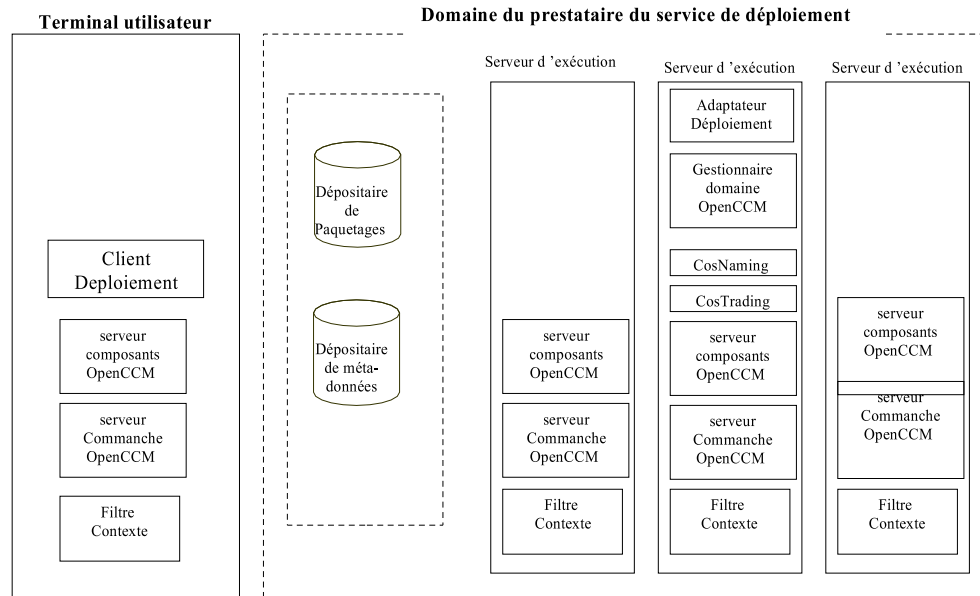 Terminal utilisateur
Domaine du prestataire du service de déploiement
Client
Deploiement
serveur
composants
OpenCCM
serveur
Commanche
OpenCCM
Filtre
Contexte
Dépositaire
de
Paquetages
Dépositaire
de méta-
données
Serveur d ’exécution
serveur
composants
OpenCCM
serveur
Commanche
OpenCCM
Filtre
Contexte
Serveur d ’exécution
Adaptateur
Déploiement
Gestionnaire
domaine
OpenCCM
CosNaming
CosTrading
serveur
composants
OpenCCM
serveur
Commanche
OpenCCM
Filtre
Contexte
Serveur d ’exécution
serveur
composants
OpenCCM
serveur
Commanche
OpenCCM
Filtre
Contexte